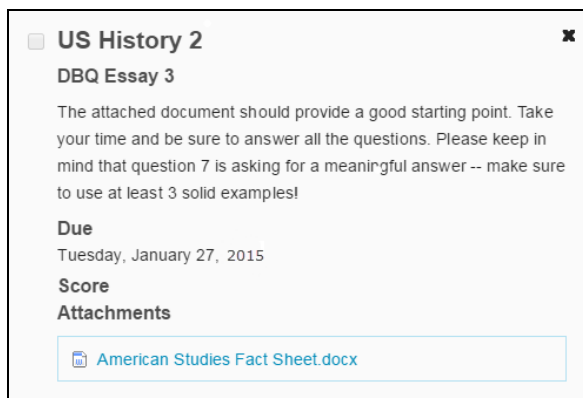 US History 2
DBQ Essay 3
The attached document should provide a good starting point. Take
your time and be sure to answer all the questions. Please keep in
mind that question 7 is asking for a meaningful answer -- make sure
to use at least 3 solid examples!
Due
Tuesday, January 27, 2015
Score
Attachments
American Studies Fact Sheet.docx